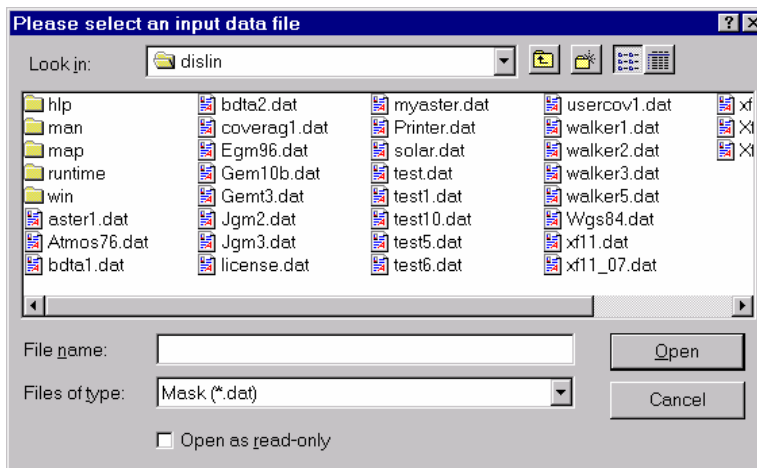 Please select an input data file
Look in: dislin
hlp bdta2.dat myaster.dat usercov1.dat xf
man coverag1.dat Printer.dat walker1.dat Xf
map Egm96.dat solar.dat walker2.dat Xf
runtime Gem10b.dat test.dat walker3.dat
win Gemt3.dat test1.dat walker5.dat
aster1.dat Jgm2.dat test10.dat Wgs84.dat
Atmos76.dat Jgm3.dat test5.dat xf11.dat
bdta1.dat license.dat test6.dat xf11_07.dat
File name: Open
Files of type: Mask (*.dat) Cancel
Open as read-only